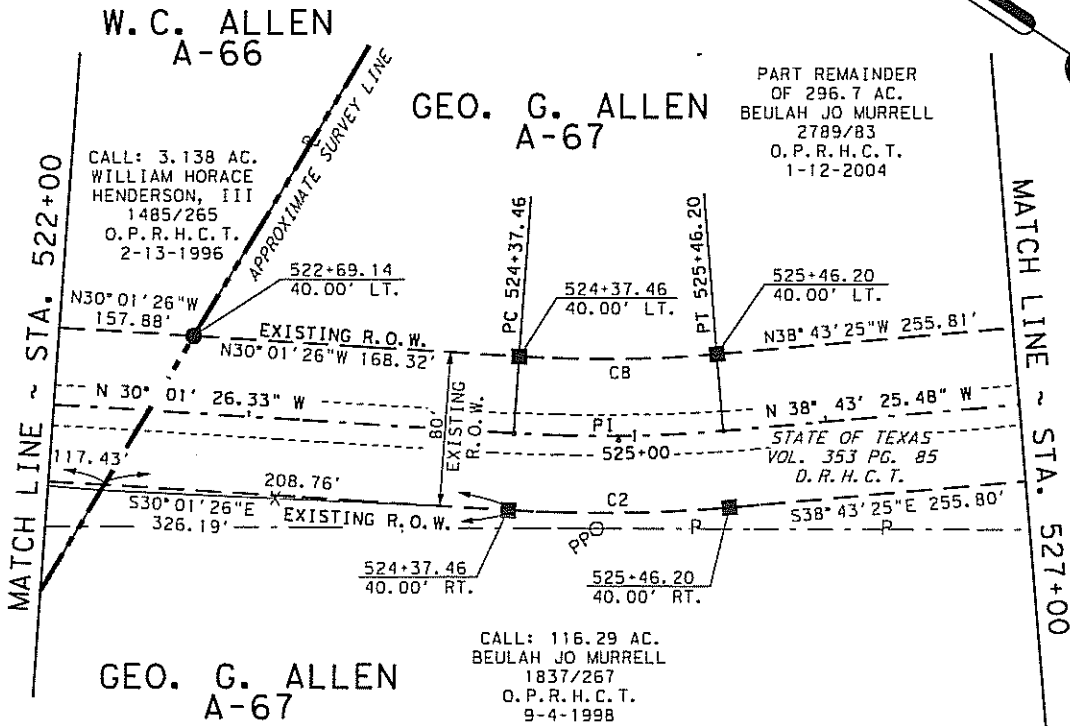 W. C. ALLEN
A-66
GEO. G. ALLEN
A-67
PART REMAINDER
OF 296.7 AC.
BEULAH JO MURRELL
2789/83
O.P.R.H.C.T.
1-12-2004
CALL: 3.138 AC.
WILLIAM HORACE
HENDERSON, III
1485/265
O.P.R.H.C.T.
2-13-1996
APPROXIMATE SURVEY LINE
MATCH LINE ~ STA. 522+00
MATCH LINE ~ STA. 527+00
522+69.14
40.00' LT.
PC 524+37.46
524+37.46
40.00' LT.
PT 525+46.20
525+46.20
40.00' LT.
N30°01'26"W
157.88'
EXISTING R.O.W.
N30°01'26"W 168.32'
C8
N38°43'25"W 255.81'
N 30° 01' 26.33" W
80'
EXISTING
R.O.W.
PI
525+00
N 38° 43' 25.48" W
STATE OF TEXAS
VOL. 353 PG. 85
D.R.H.C.T.
117.43'
208.76'
S30°01'26"E
326.19'
EXISTING R.O.W.
C2
S38°43'25"E 255.80'
PP
P
P
524+37.46
40.00' RT.
525+46.20
40.00' RT.
GEO. G. ALLEN
A-67
CALL: 116.29 AC.
BEULAH JO MURRELL
1837/267
O.P.R.H.C.T.
9-4-1998